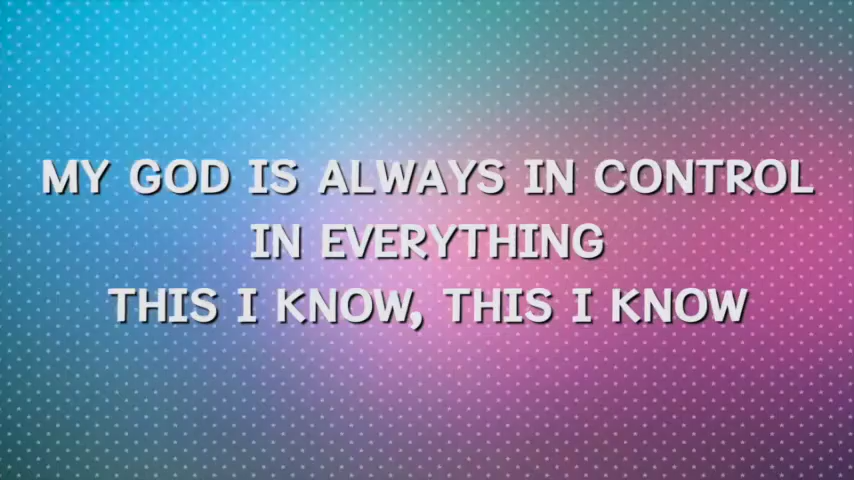 MY GOD IS ALWAYS IN CONTROL
IN EVERYTHING
THIS I KNOW, THIS I KNOW